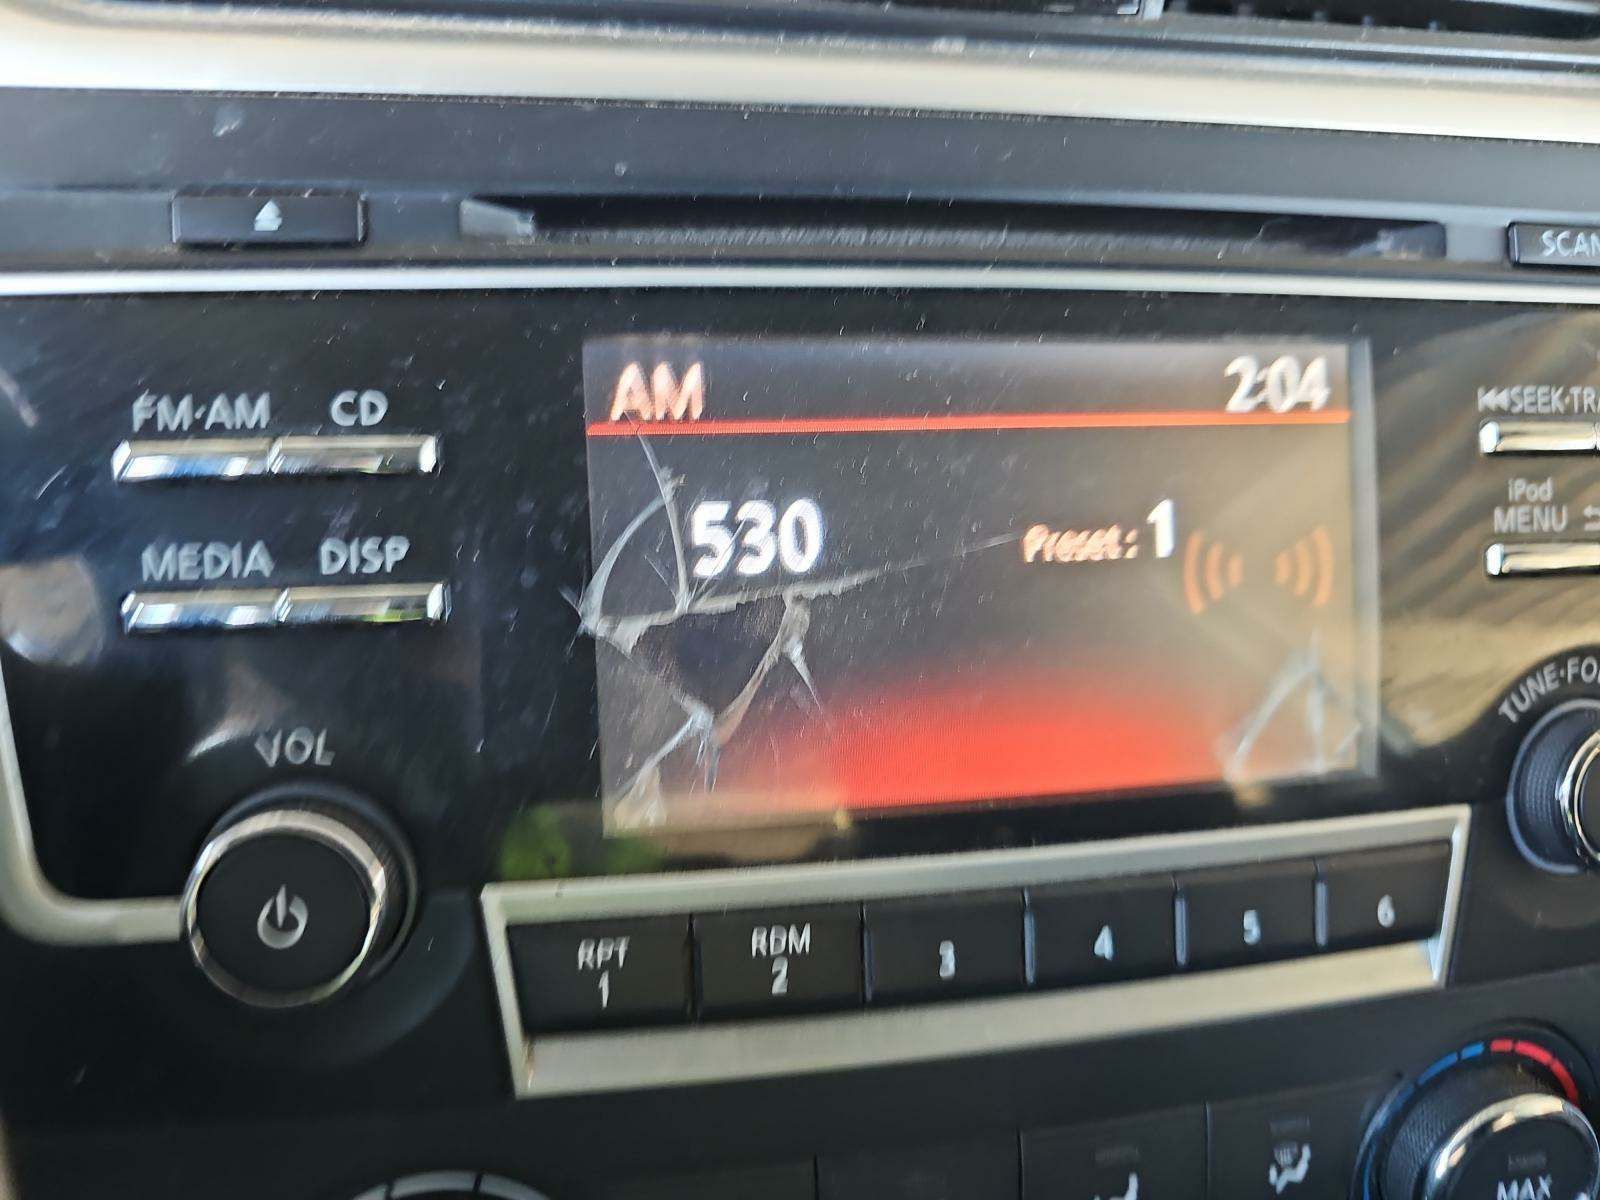 SCAN
AM 2:04
FM·AM CD
530 Preset: 1
MEDIA DISP
SEEK·TRA
iPod
MENU
VOL
TUNE·FO
RPT
1
RDM
2
3
4
5
6
MAX